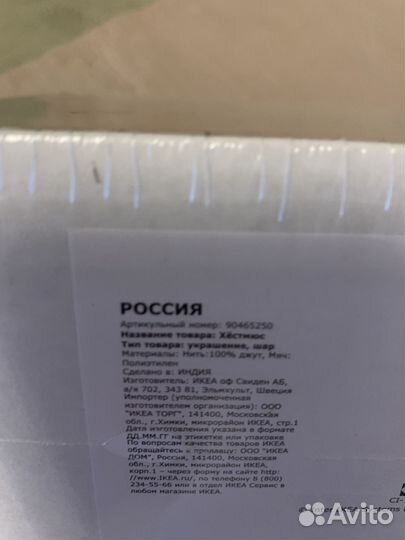 РОССИЯ
Артикульный номер: 90465250
Название товара: Хёстмюс
Тип товара: украшение, шар
Материалы: Нить:100% джут, Мяч:
Полиэтилен
Сделано в: ИНДИЯ
Изготовитель: ИКЕА оф Свиден АБ,
а/я 702, 343 81, Эльмхульт, Швеция
Импортер (уполномоченная
изготовителем организация): ООО
"ИКЕА ТОРГ", 141400, Московская
обл., г.Химки, микрорайон ИКЕА, стр.1
Дата изготовления указана в формате
ДД.ММ.ГГ на этикетке или упаковке
По вопросам качества товаров ИКЕА
обращайтесь к продавцу: ООО "ИКЕА
ДОМ", Россия, 141400, Московская
обл., г.Химки, микрорайон ИКЕА,
корп.1 – через форму на сайте http:
//www.IKEA.ru/, по телефону 8 (800)
234-55-66 или в отделе ИКЕА Сервис в
любом магазине ИКЕА.
CI-
Avito